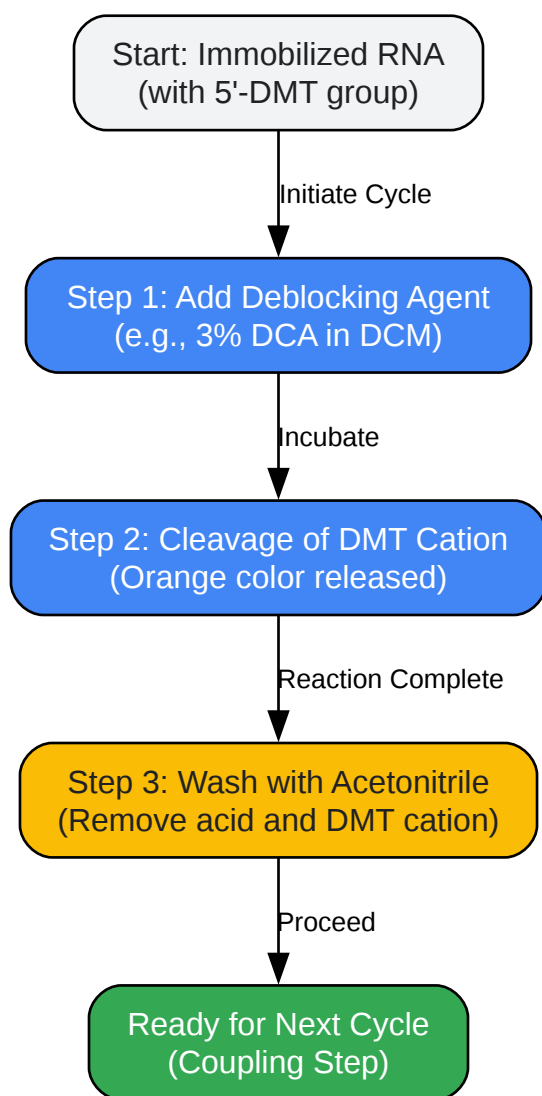 Start: Immobilized RNA
(with 5'-DMT group)
Initiate Cycle
Step 1: Add Deblocking Agent
(e.g., 3% DCA in DCM)
Incubate
Step 2: Cleavage of DMT Cation
(Orange color released)
Reaction Complete
Step 3: Wash with Acetonitrile
(Remove acid and DMT cation)
Proceed
Ready for Next Cycle
(Coupling Step)